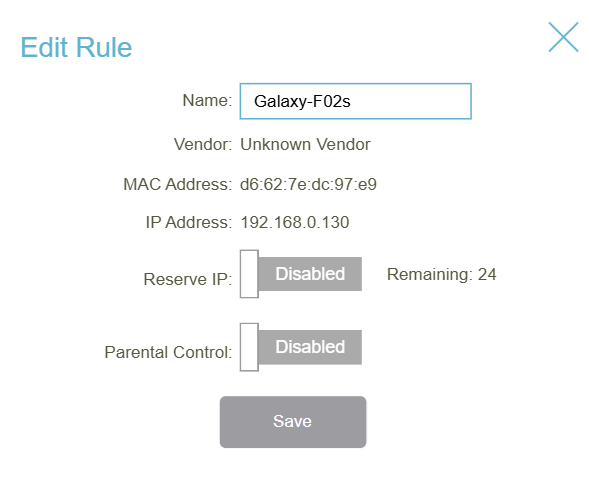 Edit Rule
Name: Galaxy-F02s
Vendor: Unknown Vendor
MAC Address: d6:62:7e:dc:97:e9
IP Address: 192.168.0.130
Reserve IP: Disabled Remaining: 24
Parental Control: Disabled
Save